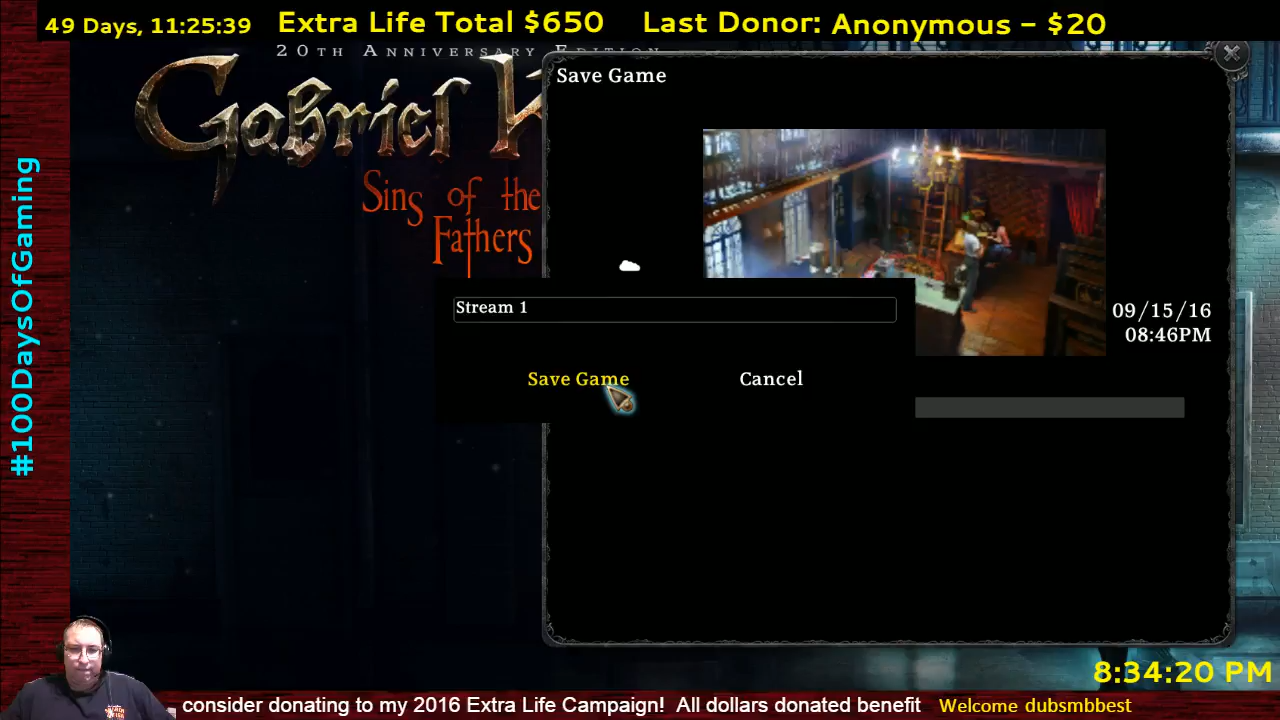 49 Days, 11:25:39 Extra Life Total $650 Last Donor: Anonymous - $20
20th Anniversary Edition
Gabriel K
Sins of the
Fathers
Save Game
Stream 1
Save Game Cancel
09/15/16
08:46PM
#100DaysOfGaming
8:34:20 PM
consider donating to my 2016 Extra Life Campaign! All dollars donated benefit Welcome dubsmbbest